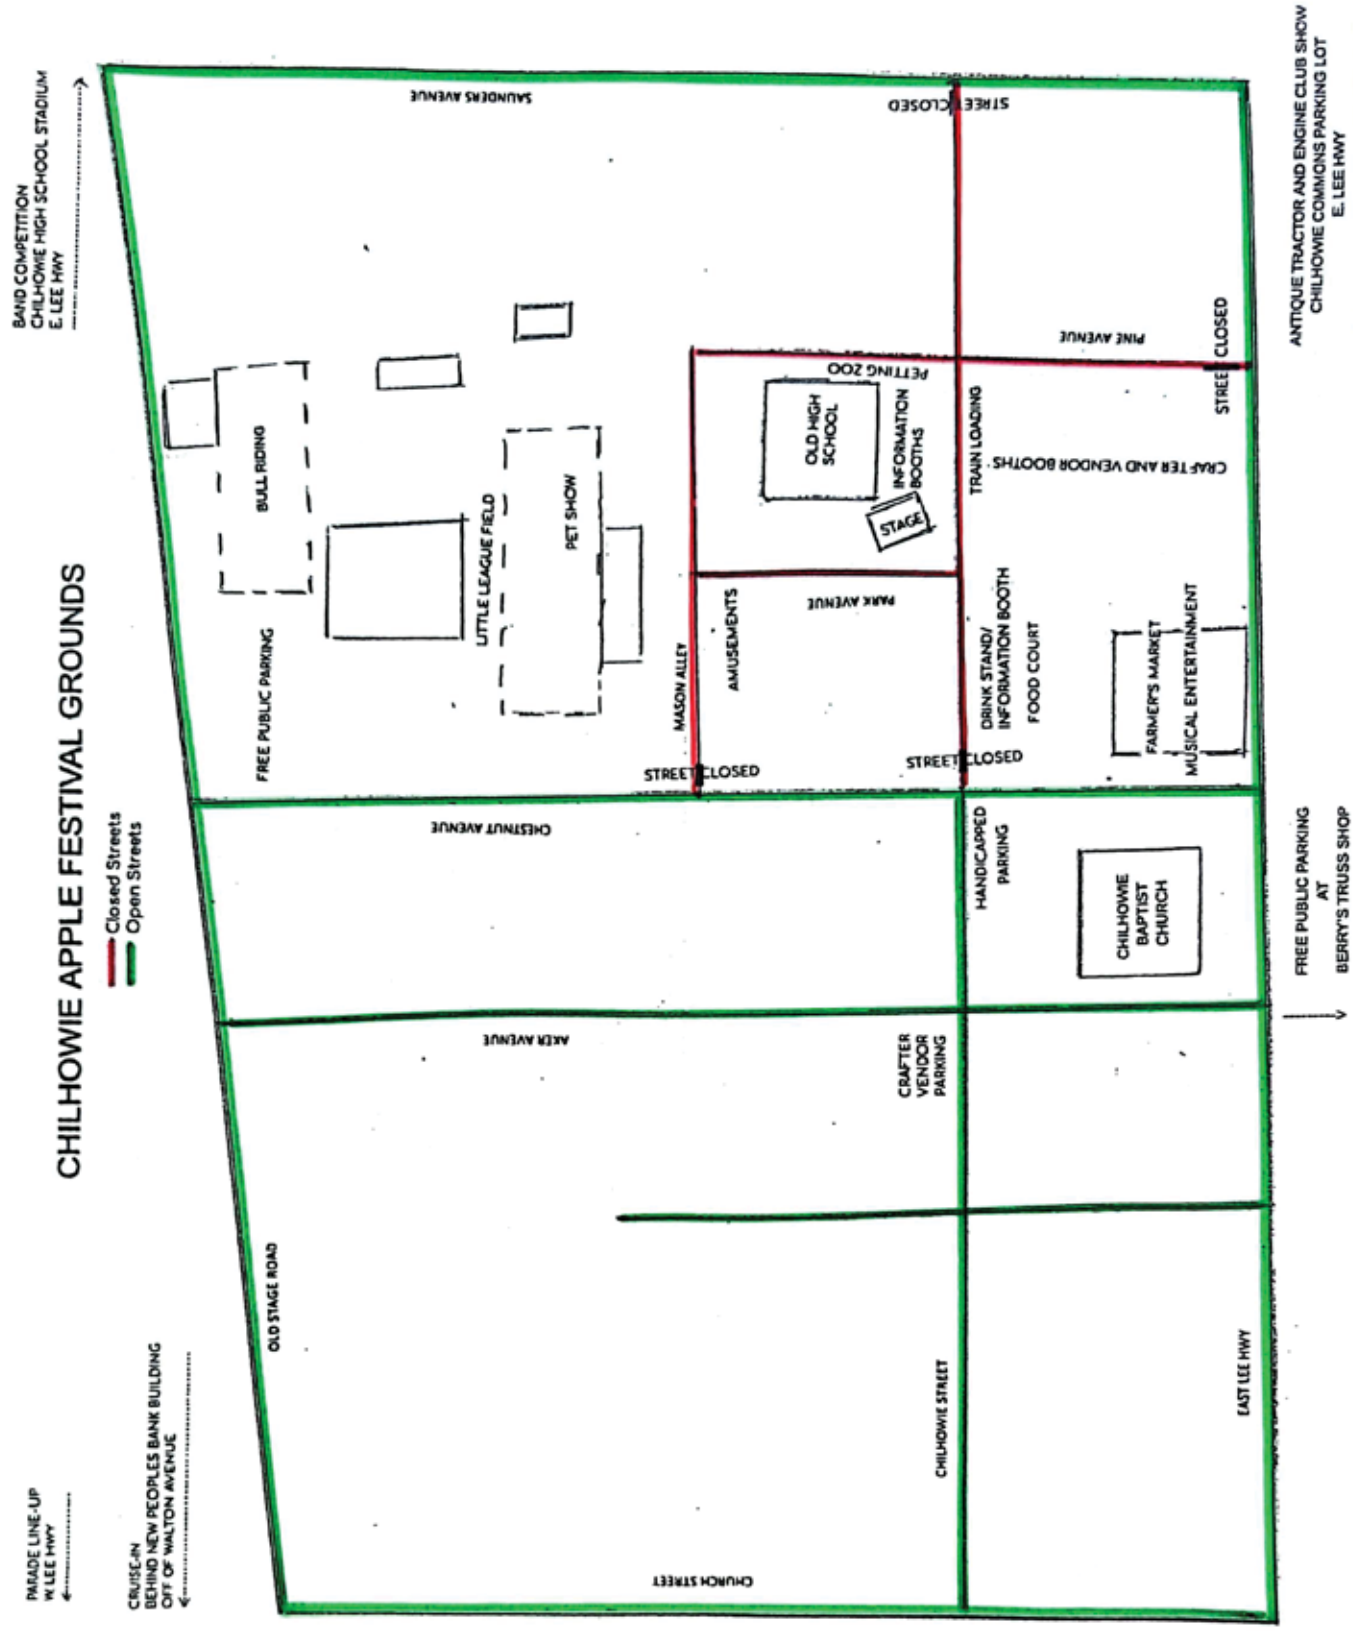 CHILHOWIE APPLE FESTIVAL GROUNDS
Closed Streets
Open Streets
PARADE LINE-UP
W LEE HWY
CRUISE-IN
BEHIND NEW PEOPLES BANK BUILDING
OFF OF WALTON AVENUE
BAND COMPETITION
CHILHOWIE HIGH SCHOOL STADIUM
E. LEE HWY
OLD STAGE ROAD
FREE PUBLIC PARKING
BULL RIDING
LITTLE LEAGUE FIELD
PET SHOW
SAUNDERS AVENUE
CHESTNUT AVENUE
AKER AVENUE
CHURCH STREET
MASON ALLEY
STREET CLOSED
AMUSEMENTS
PARK AVENUE
OLD HIGH
SCHOOL
PETTING ZOO
INFORMATION
BOOTHS
STAGE
STREET CLOSED
STREET CLOSED
CHILHOWIE STREET
CRAFTER
VENDOR
PARKING
HANDICAPPED
PARKING
DRINK STAND/
INFORMATION BOOTH
FOOD COURT
TRAIN LOADING
PINE AVENUE
CRAFTER AND VENDOR BOOTHS
CHILHOWIE
BAPTIST
CHURCH
FARMER'S MARKET
MUSICAL ENTERTAINMENT
STREET CLOSED
EAST LEE HWY
FREE PUBLIC PARKING
AT
BERRY'S TRUSS SHOP
ANTIQUE TRACTOR AND ENGINE CLUB SHOW
CHILHOWIE COMMONS PARKING LOT
E. LEE HWY